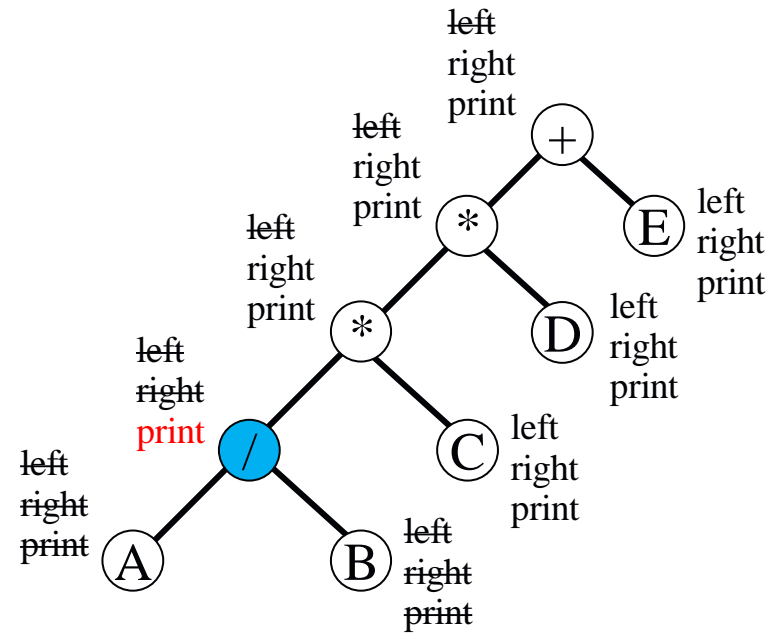 left
right
print
+
left
right
print
*
E
left
right
print
left
right
print
*
D
left
right
print
left
right
print
/
C
left
right
print
left
right
print
A
B
left
right
print